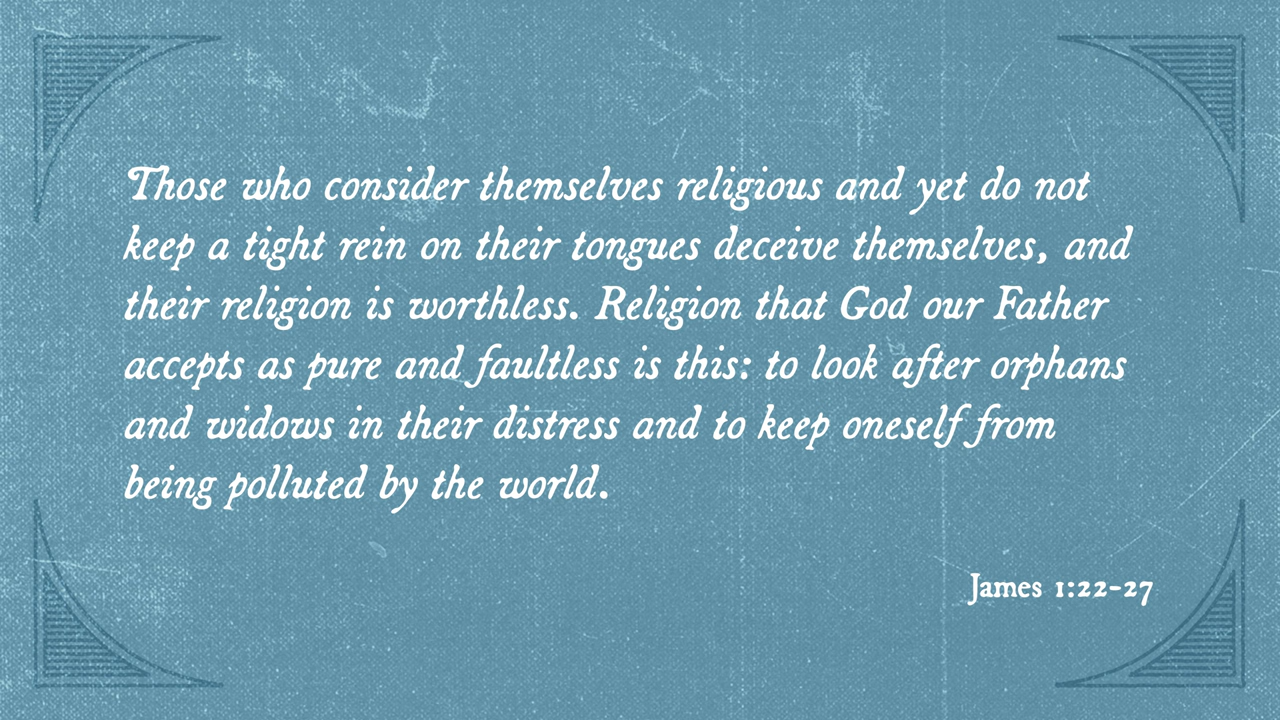 Those who consider themselves religious and yet do not
keep a tight rein on their tongues deceive themselves, and
their religion is worthless. Religion that God our Father
accepts as pure and faultless is this: to look after orphans
and widows in their distress and to keep oneself from
being polluted by the world.
James 1:22-27